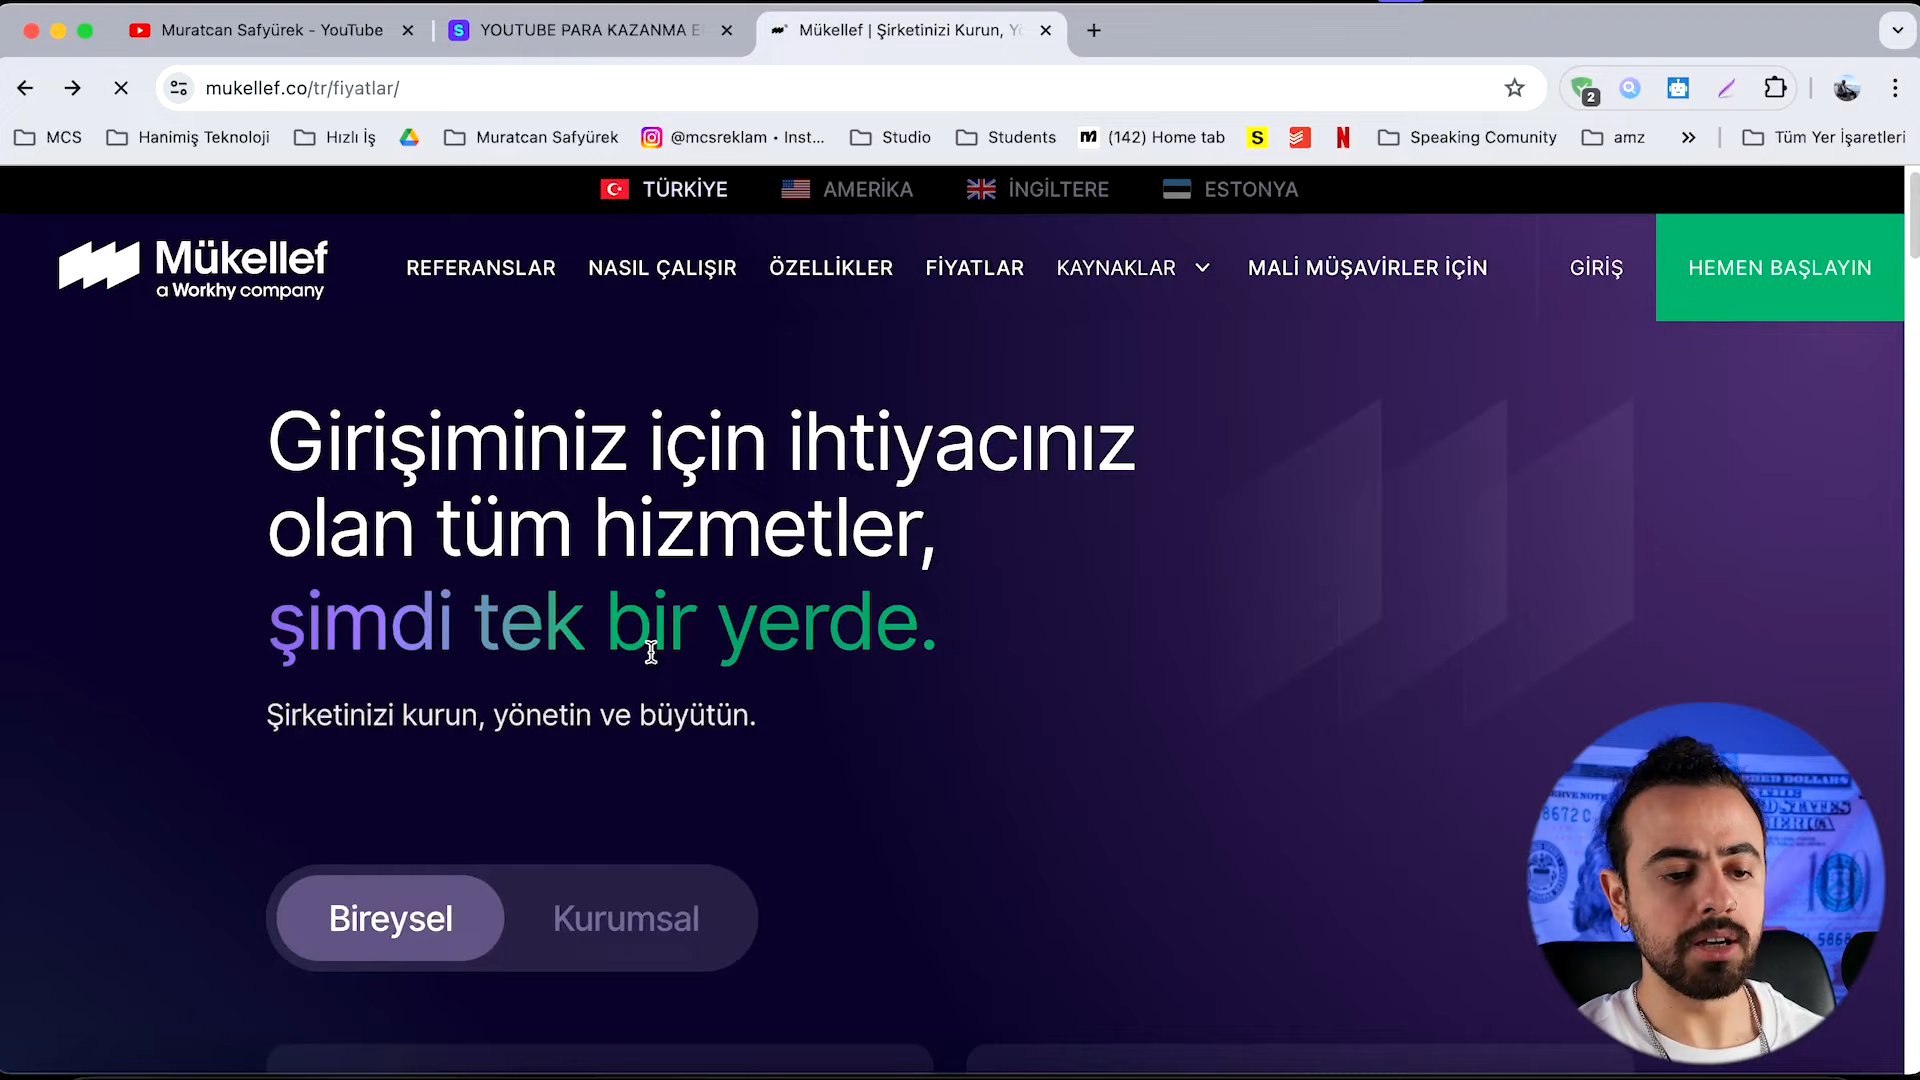 Muratcan Safyürek - YouTube
YOUTUBE PARA KAZANMA E
Mükellef | Şirketinizi Kurun, Yö
mukellef.co/tr/fiyatlar/
2
MCS
Hanimiş Teknoloji
Hızlı İş
Muratcan Safyürek
@mcsreklam • Inst...
Studio
Students
(142) Home tab
S
N
Speaking Comunity
amz
»
Tüm Yer İşaretleri
TÜRKİYE
AMERİKA
İNGİLTERE
ESTONYA
Mükellef
a Workhy company
REFERANSLAR
NASIL ÇALIŞIR
ÖZELLİKLER
FİYATLAR
KAYNAKLAR
MALİ MÜŞAVİRLER İÇİN
GİRİŞ
HEMEN BAŞLAYIN
Girişiminiz için ihtiyacınız
olan tüm hizmetler,
şimdi tek bir yerde.
Şirketinizi kurun, yönetin ve büyütün.
Bireysel
Kurumsal